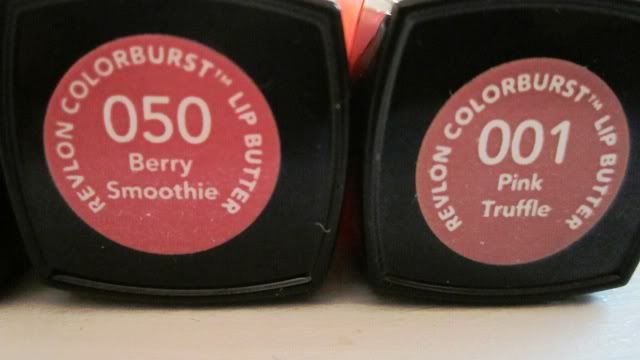 REVLON COLORBURST™ LIP BUTTER
050
Berry
Smoothie
REVLON COLORBURST™ LIP BUTTER
001
Pink
Truffle